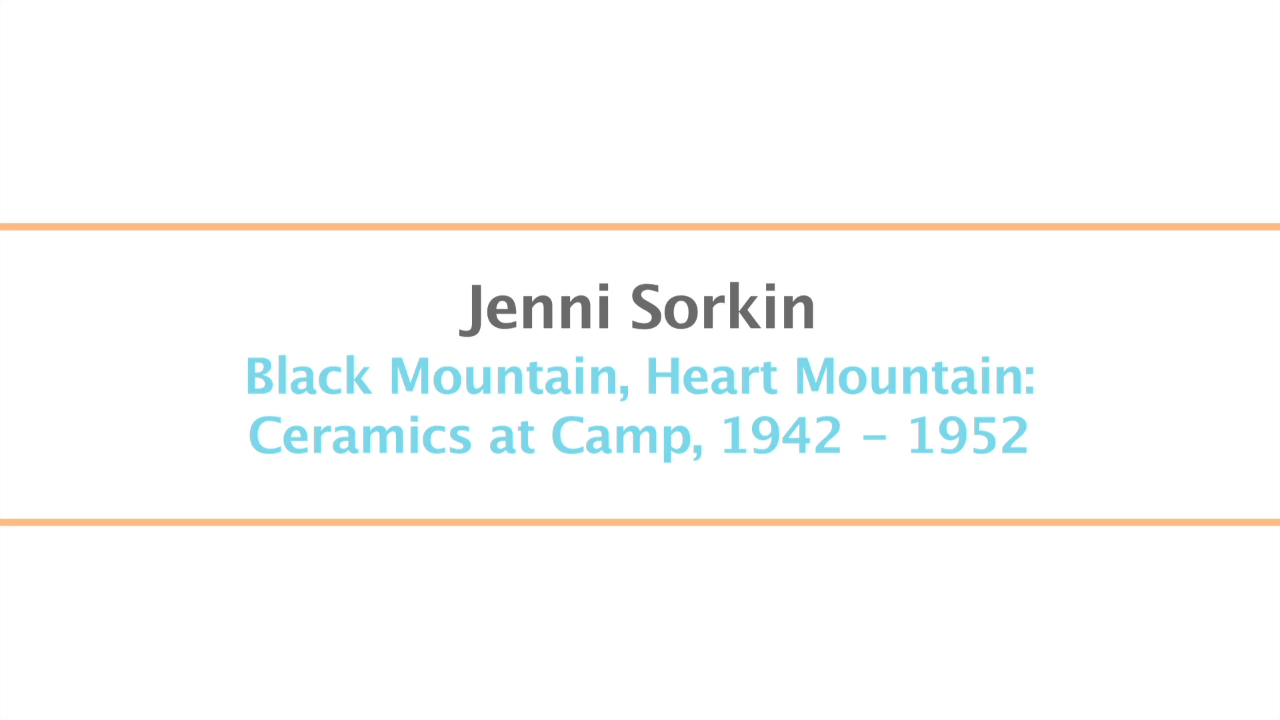 Jenni Sorkin
Black Mountain, Heart Mountain:
Ceramics at Camp, 1942 – 1952